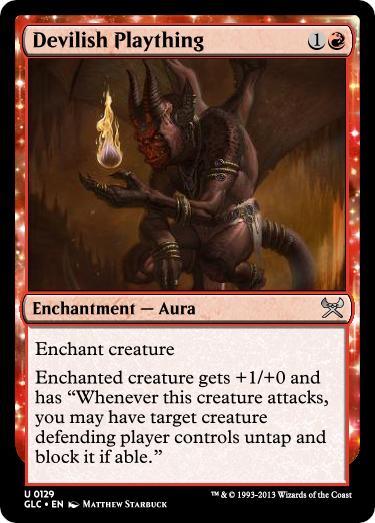 Devilish Plaything 1
Enchantment — Aura
Enchant creature
Enchanted creature gets +1/+0 and
has “Whenever this creature attacks,
you may have target creature
defending player controls untap and
block it if able.”
U 0129
GLC • EN Matthew Starbuck
™ & © 1993-2013 Wizards of the Coast